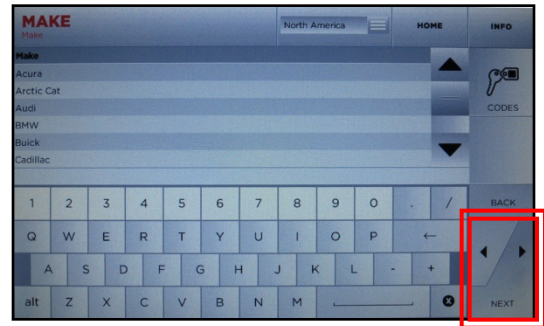 MAKE
Make
North America
HOME
INFO
Make
Acura
Arctic Cat
Audi
BMW
Buick
Cadillac
CODES
1 2 3 4 5 6 7 8 9 0 . /
BACK
Q W E R T Y U I O P ←
A S D F G H J K L - +
alt Z X C V B N M
NEXT